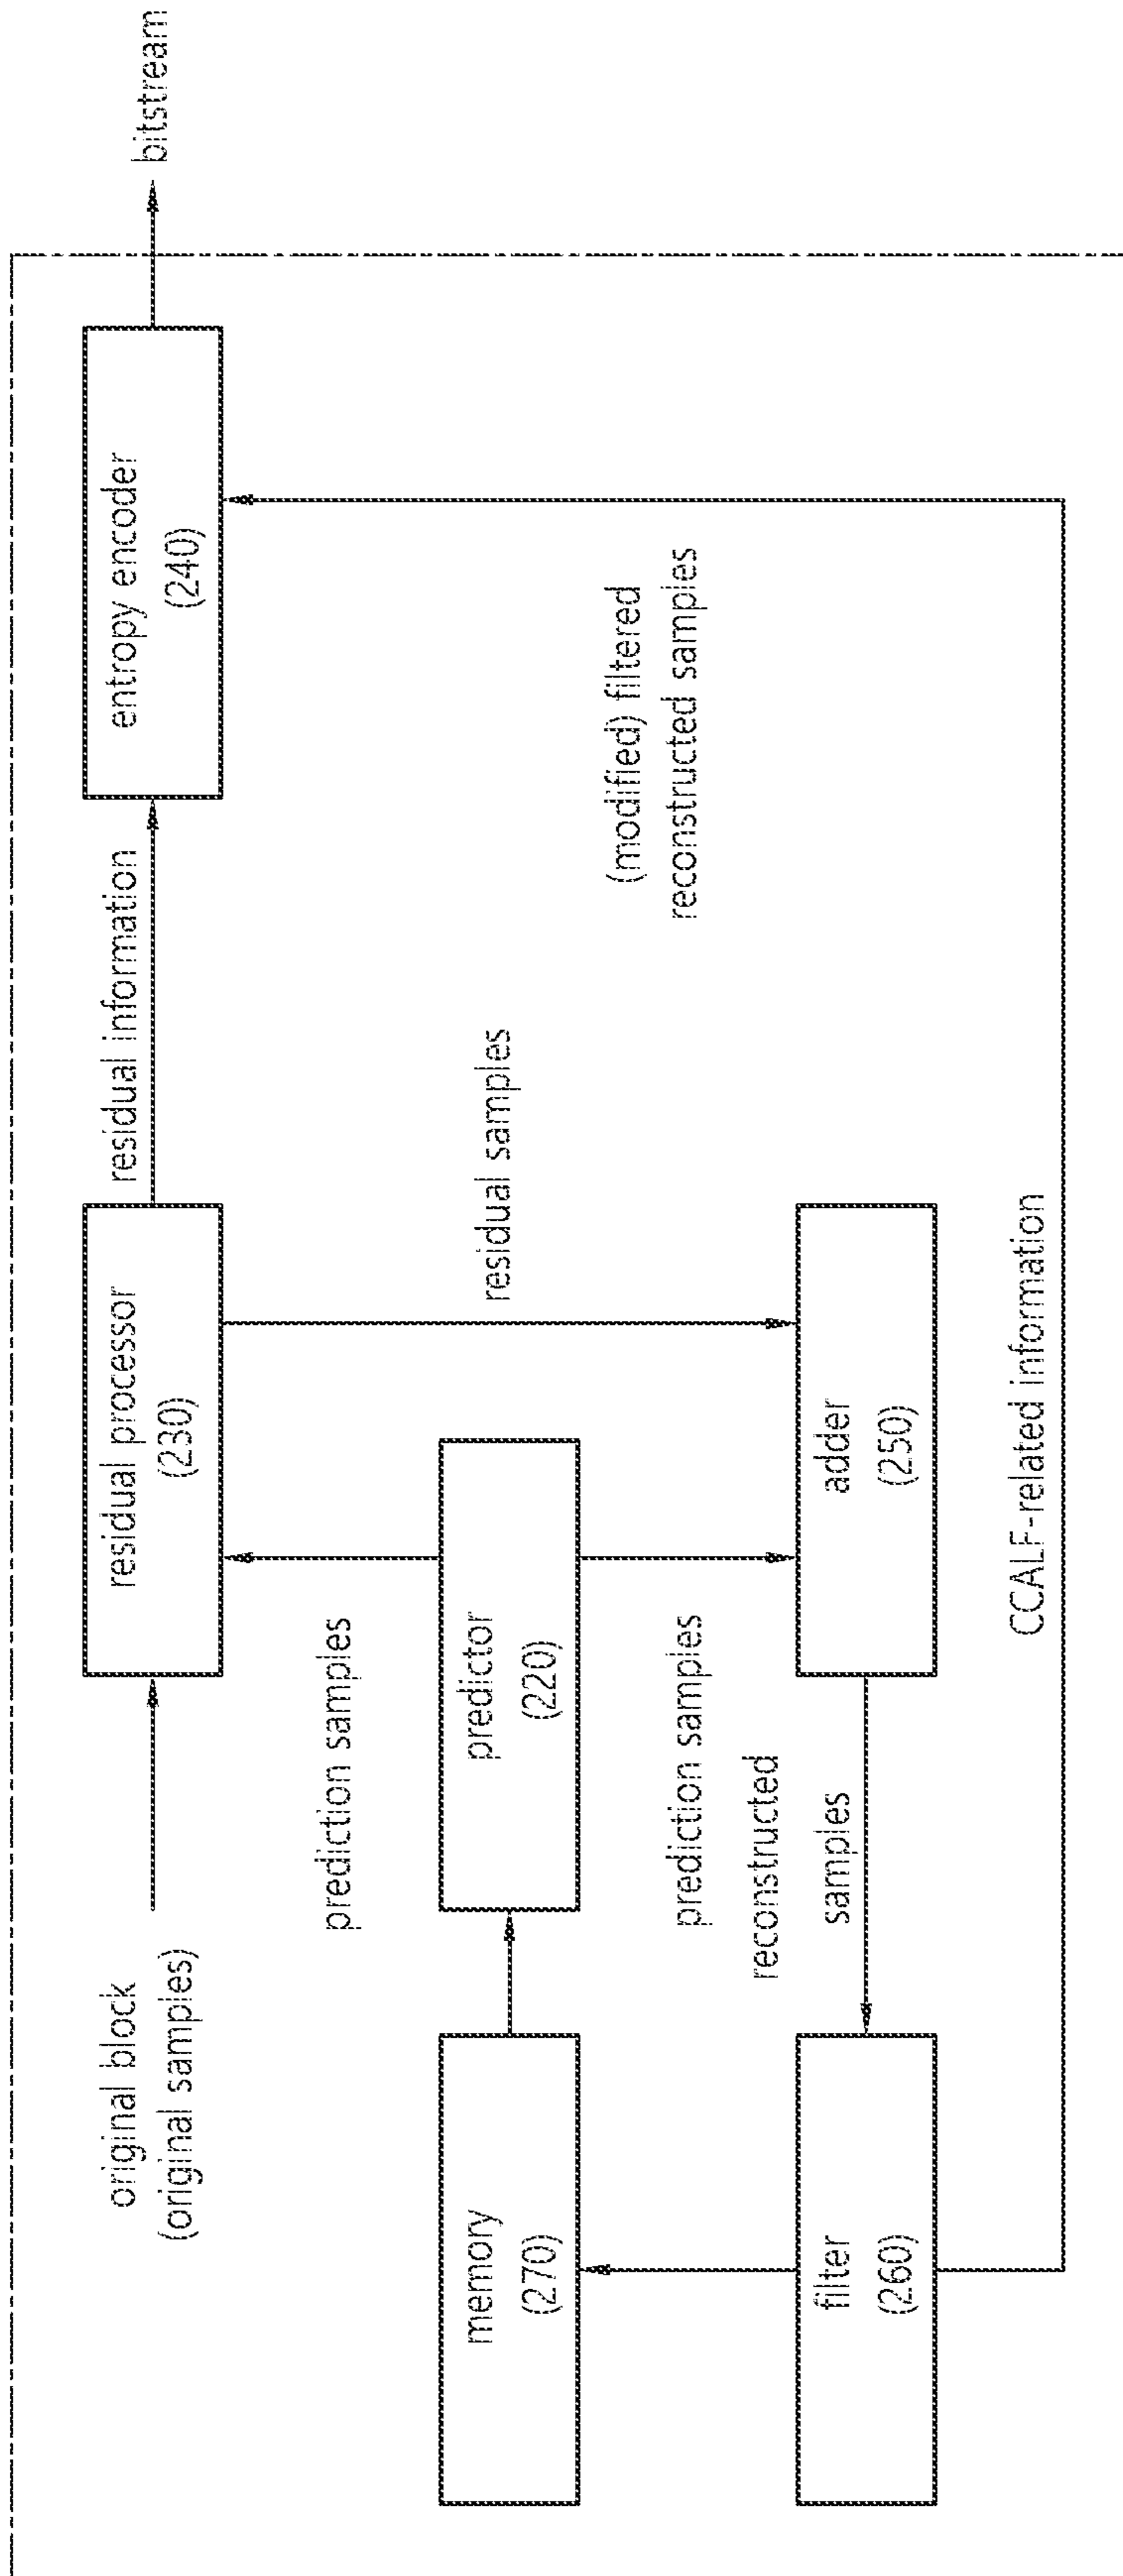 original block
(original samples)
residual processor
(230)
residual information
entropy encoder
(240)
bitstream
prediction samples
residual samples
memory
(270)
predictor
(220)
(modified) filtered
reconstructed samples
prediction samples
reconstructed
samples
filter
(260)
adder
(250)
CCALF-related information